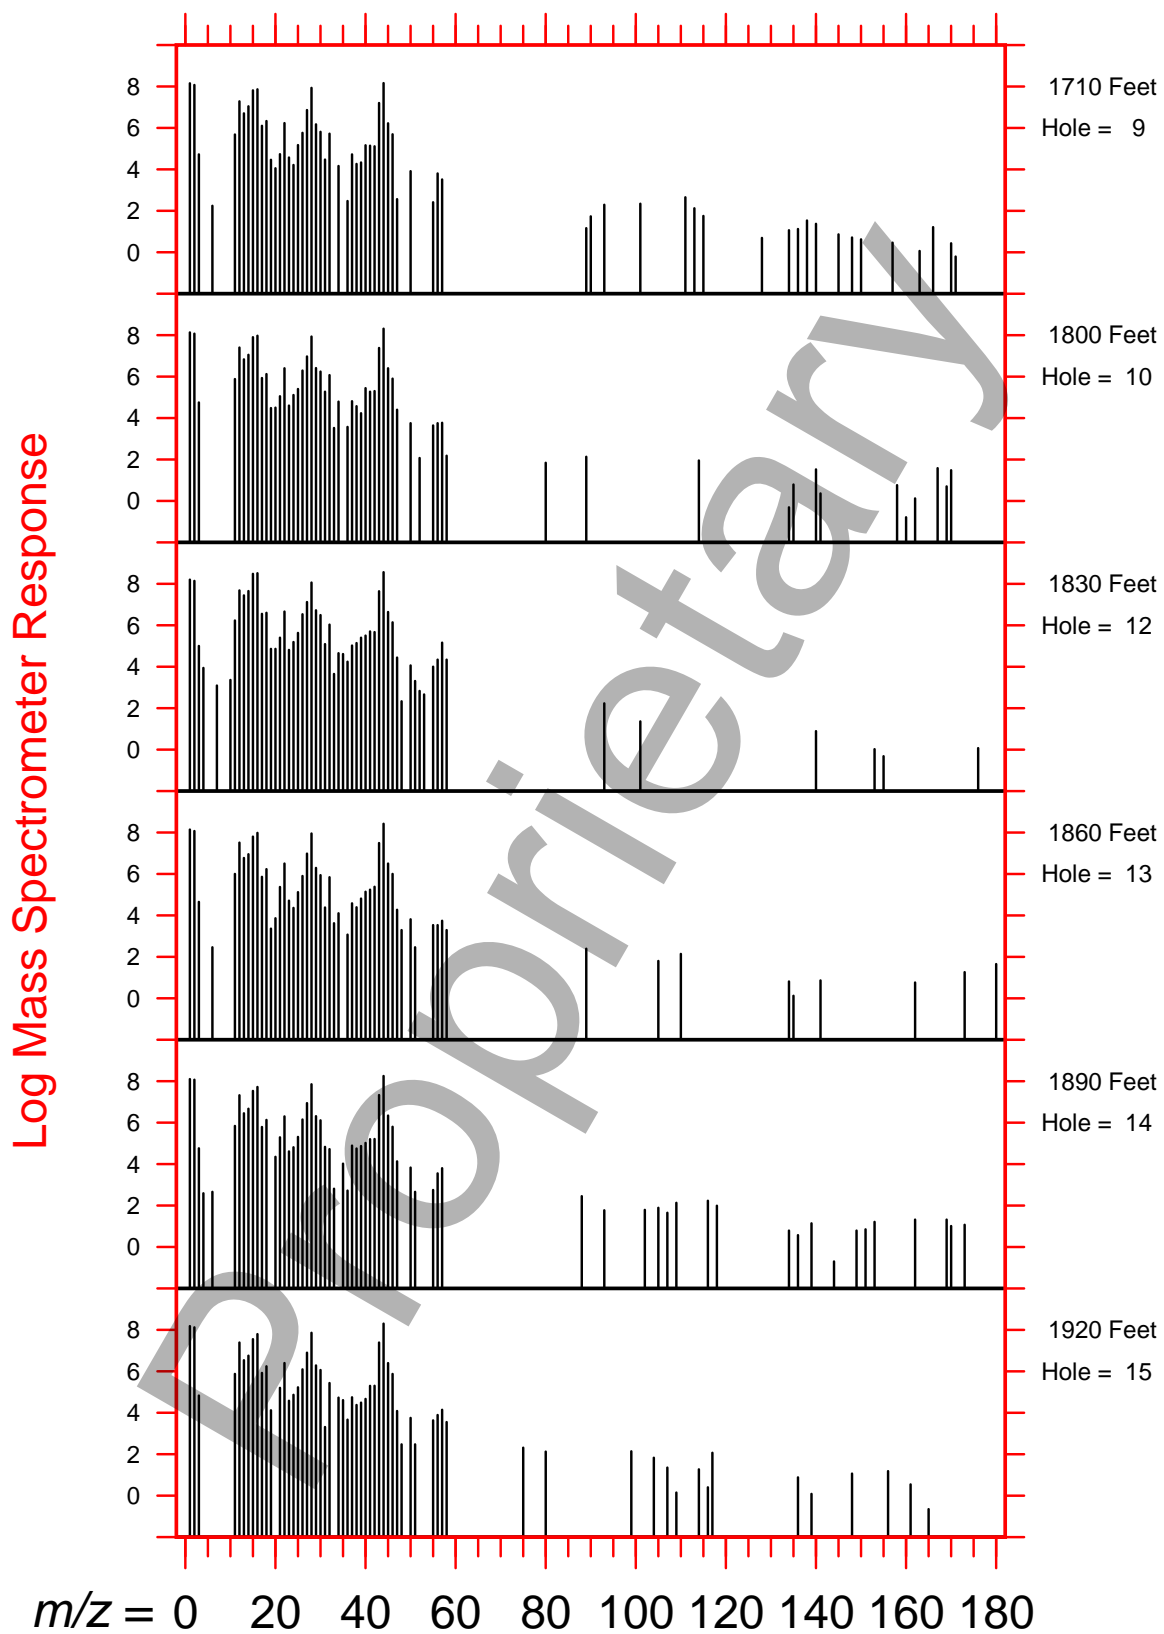 8
6
4
2
0
1710 Feet
Hole = 9
8
6
4
2
0
1800 Feet
Hole = 10
8
6
4
2
0
1830 Feet
Hole = 12
8
6
4
2
0
1860 Feet
Hole = 13
8
6
4
2
0
1890 Feet
Hole = 14
8
6
4
2
0
1920 Feet
Hole = 15
Log Mass Spectrometer Response
Proprietary
m/z = 0 20 40 60 80 100 120 140 160 180